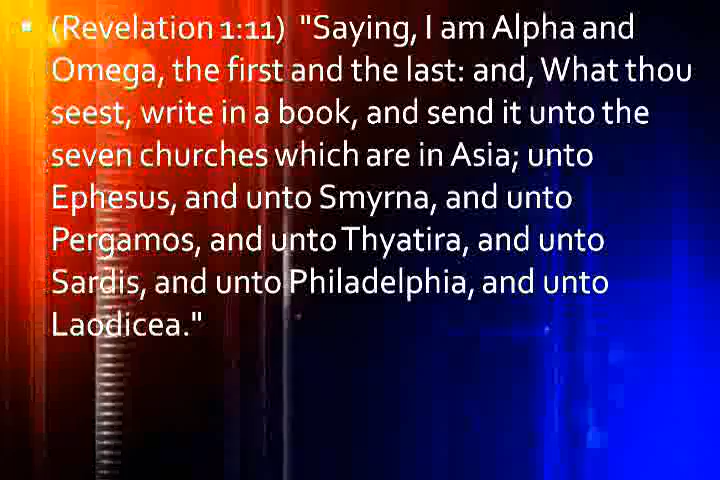 (Revelation 1:11) "Saying, I am Alpha and
Omega, the first and the last: and, What thou
seest, write in a book, and send it unto the
seven churches which are in Asia; unto
Ephesus, and unto Smyrna, and unto
Pergamos, and unto Thyatira, and unto
Sardis, and unto Philadelphia, and unto
Laodicea."